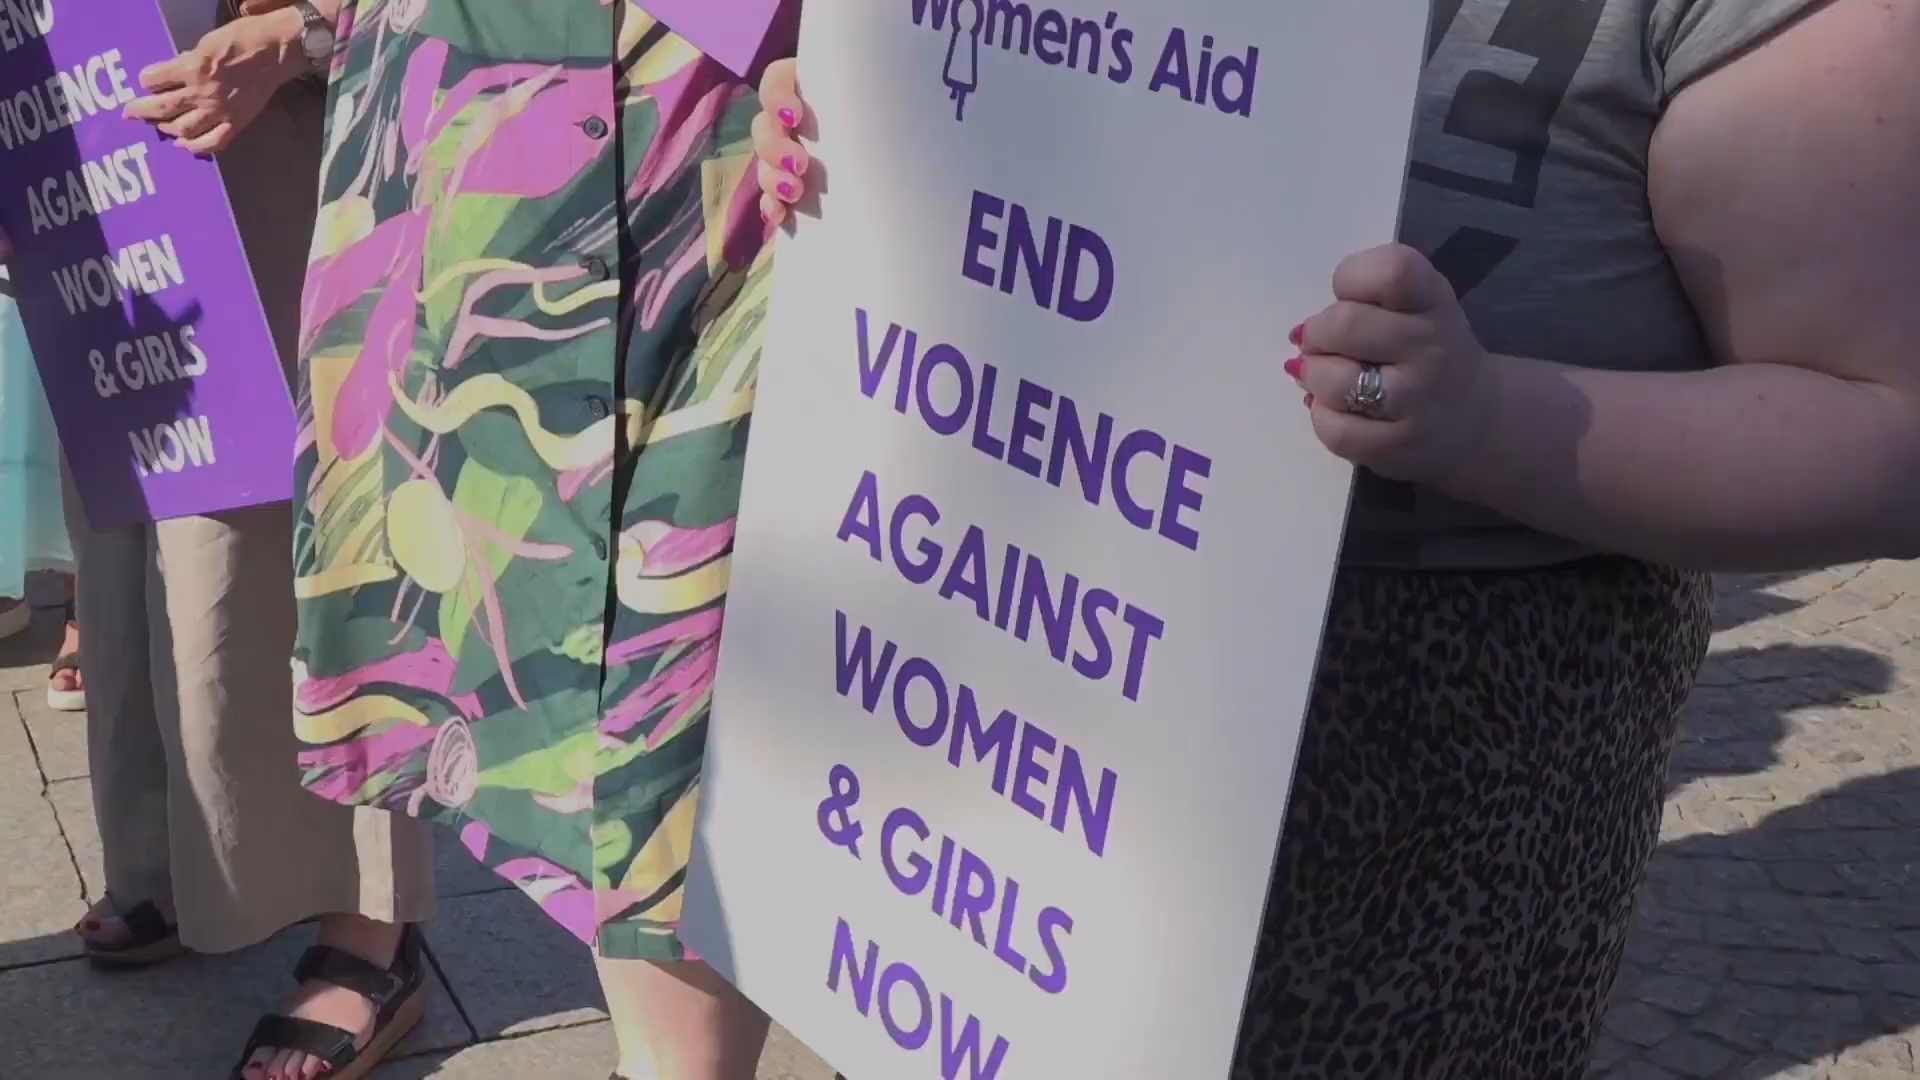 END
VIOLENCE
AGAINST
WOMEN
& GIRLS
NOW
Women's Aid
END
VIOLENCE
AGAINST
WOMEN
& GIRLS
NOW